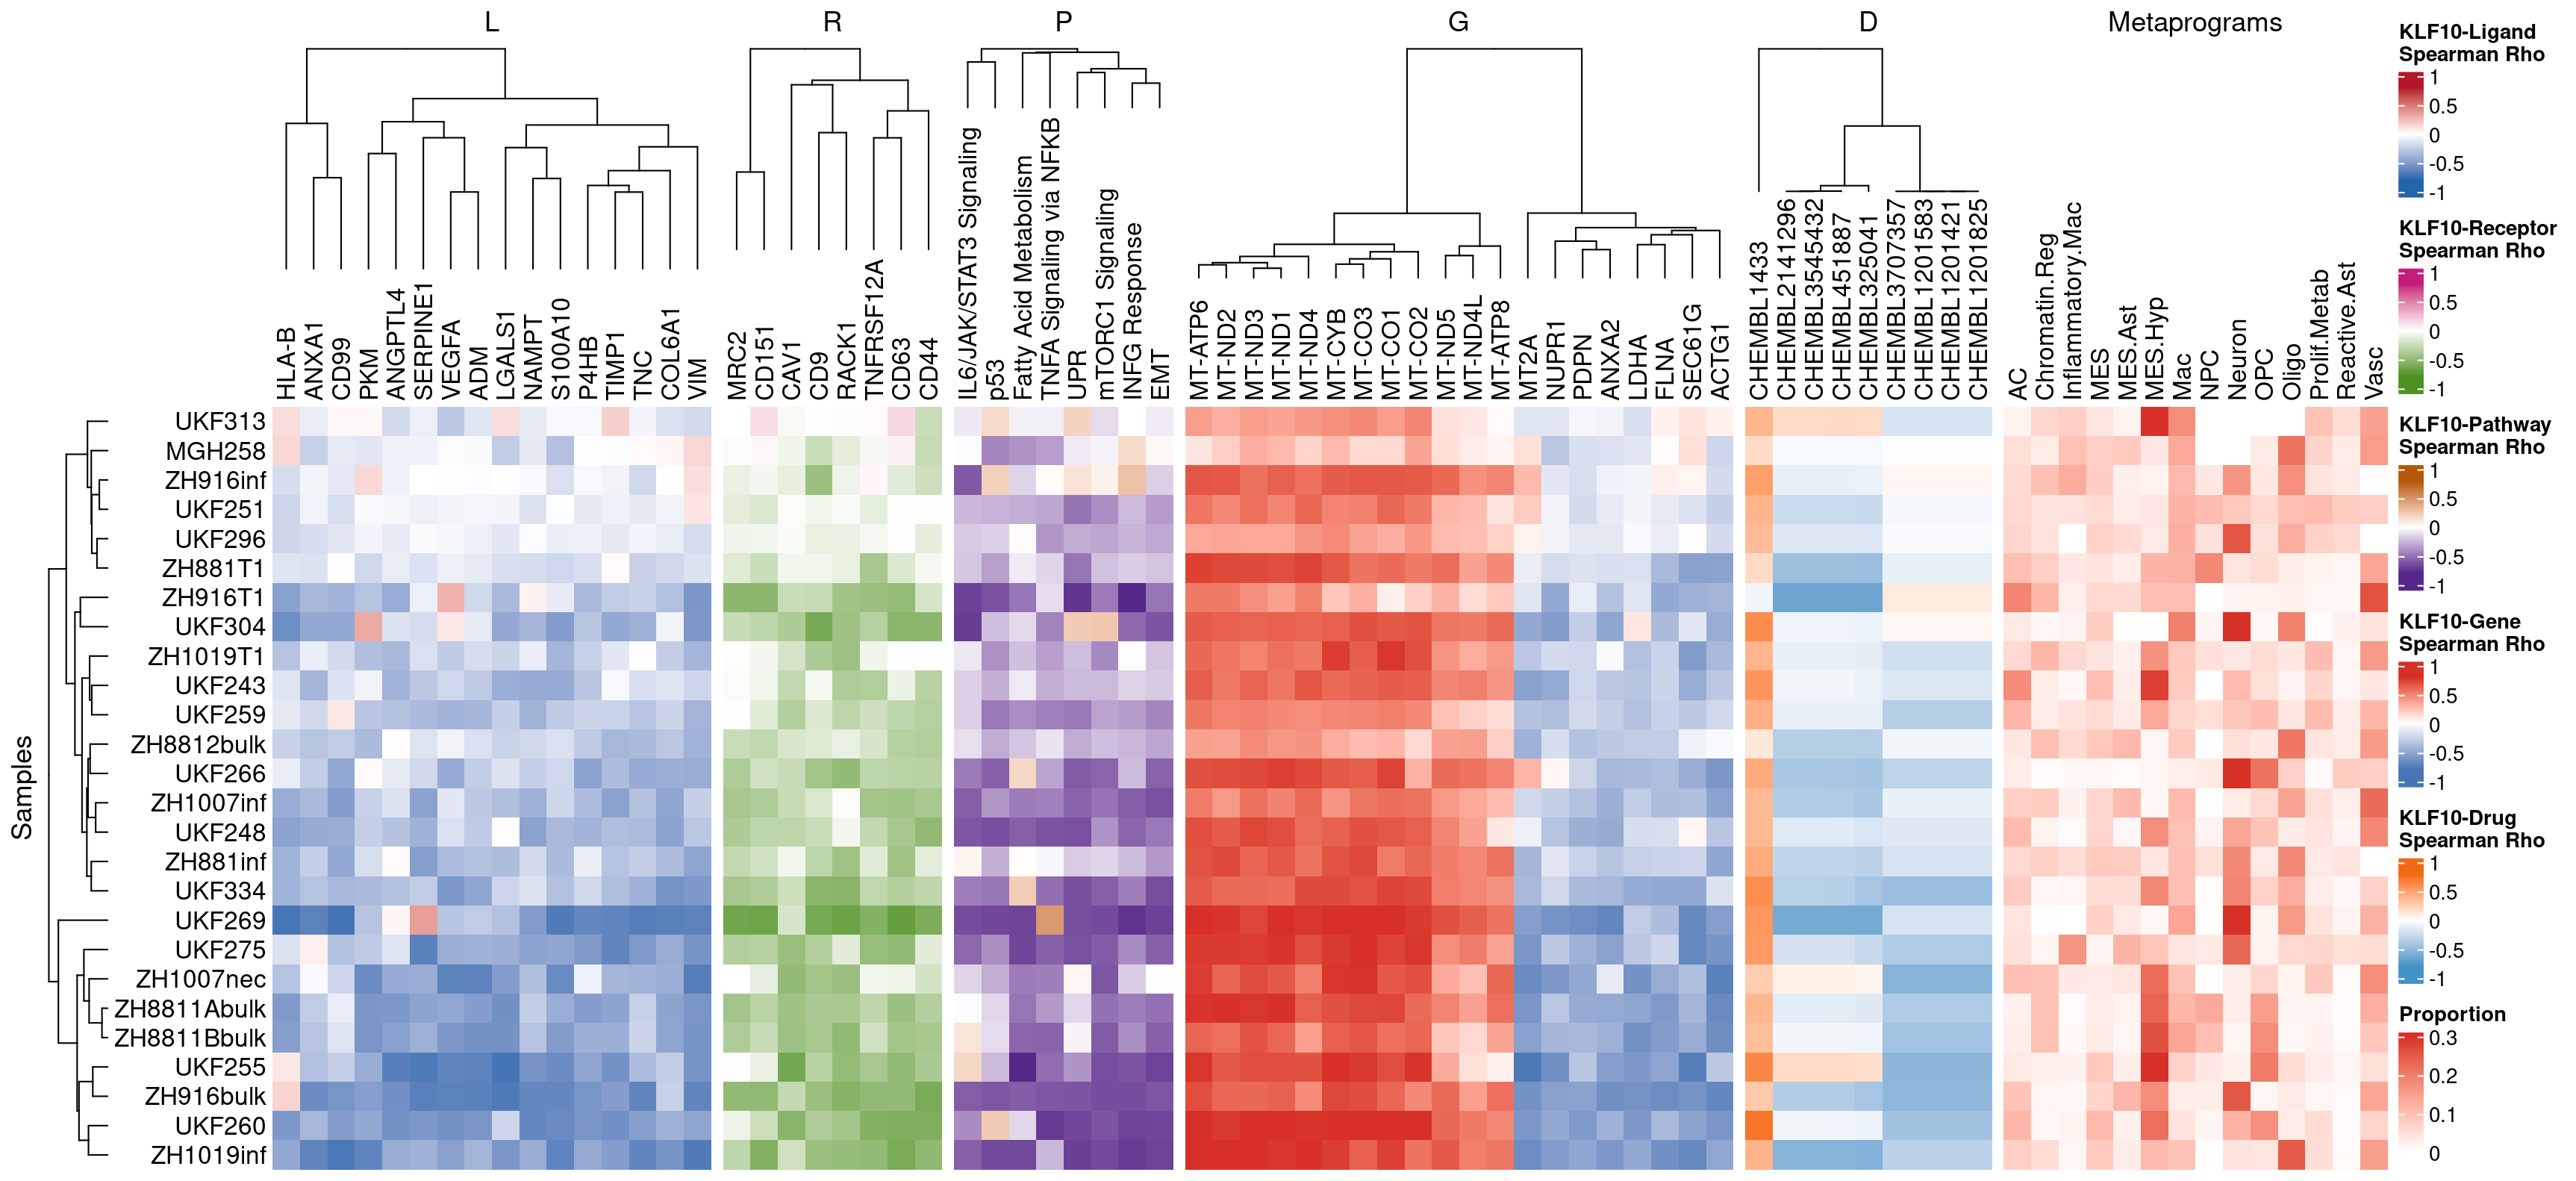 L
R
P
G
D
Metaprograms
HLA-B
ANXA1
CD99
PKM
ANGPTL4
SERPINE1
VEGFA
ADM
LGALS1
NAMPT
S100A10
P4HB
TIMP1
TNC
COL6A1
VIM
MRC2
CD151
CAV1
CD9
RACK1
TNFRSF12A
CD63
CD44
IL6/JAK/STAT3 Signaling
p53
Fatty Acid Metabolism
TNFA Signaling via NFKB
UPR
mTORC1 Signaling
INFG Response
EMT
MT-ATP6
MT-ND2
MT-ND3
MT-ND1
MT-ND4
MT-CYB
MT-CO3
MT-CO1
MT-CO2
MT-ND5
MT-ND4L
MT-ATP8
MT2A
NUPR1
PDPN
ANXA2
LDHA
FLNA
SEC61G
ACTG1
CHEMBL1433
CHEMBL2141296
CHEMBL3545432
CHEMBL451887
CHEMBL325041
CHEMBL3707357
CHEMBL1201583
CHEMBL1201421
CHEMBL1201825
AC
Chromatin.Reg
Inflammatory.Mac
MES
MES.Ast
MES.Hyp
Mac
NPC
Neuron
OPC
Oligo
Prolif.Metab
Reactive.Ast
Vasc
Samples
UKF313
MGH258
ZH916inf
UKF251
UKF296
ZH881T1
ZH916T1
UKF304
ZH1019T1
UKF243
UKF259
ZH8812bulk
UKF266
ZH1007inf
UKF248
ZH881inf
UKF334
UKF269
UKF275
ZH1007nec
ZH8811Abulk
ZH8811Bbulk
UKF255
ZH916bulk
UKF260
ZH1019inf
KLF10-Ligand
Spearman Rho
1
0.5
0
-0.5
-1
KLF10-Receptor
Spearman Rho
1
0.5
0
-0.5
-1
KLF10-Pathway
Spearman Rho
1
0.5
0
-0.5
-1
KLF10-Gene
Spearman Rho
1
0.5
0
-0.5
-1
KLF10-Drug
Spearman Rho
1
0.5
0
-0.5
-1
Proportion
0.3
0.2
0.1
0